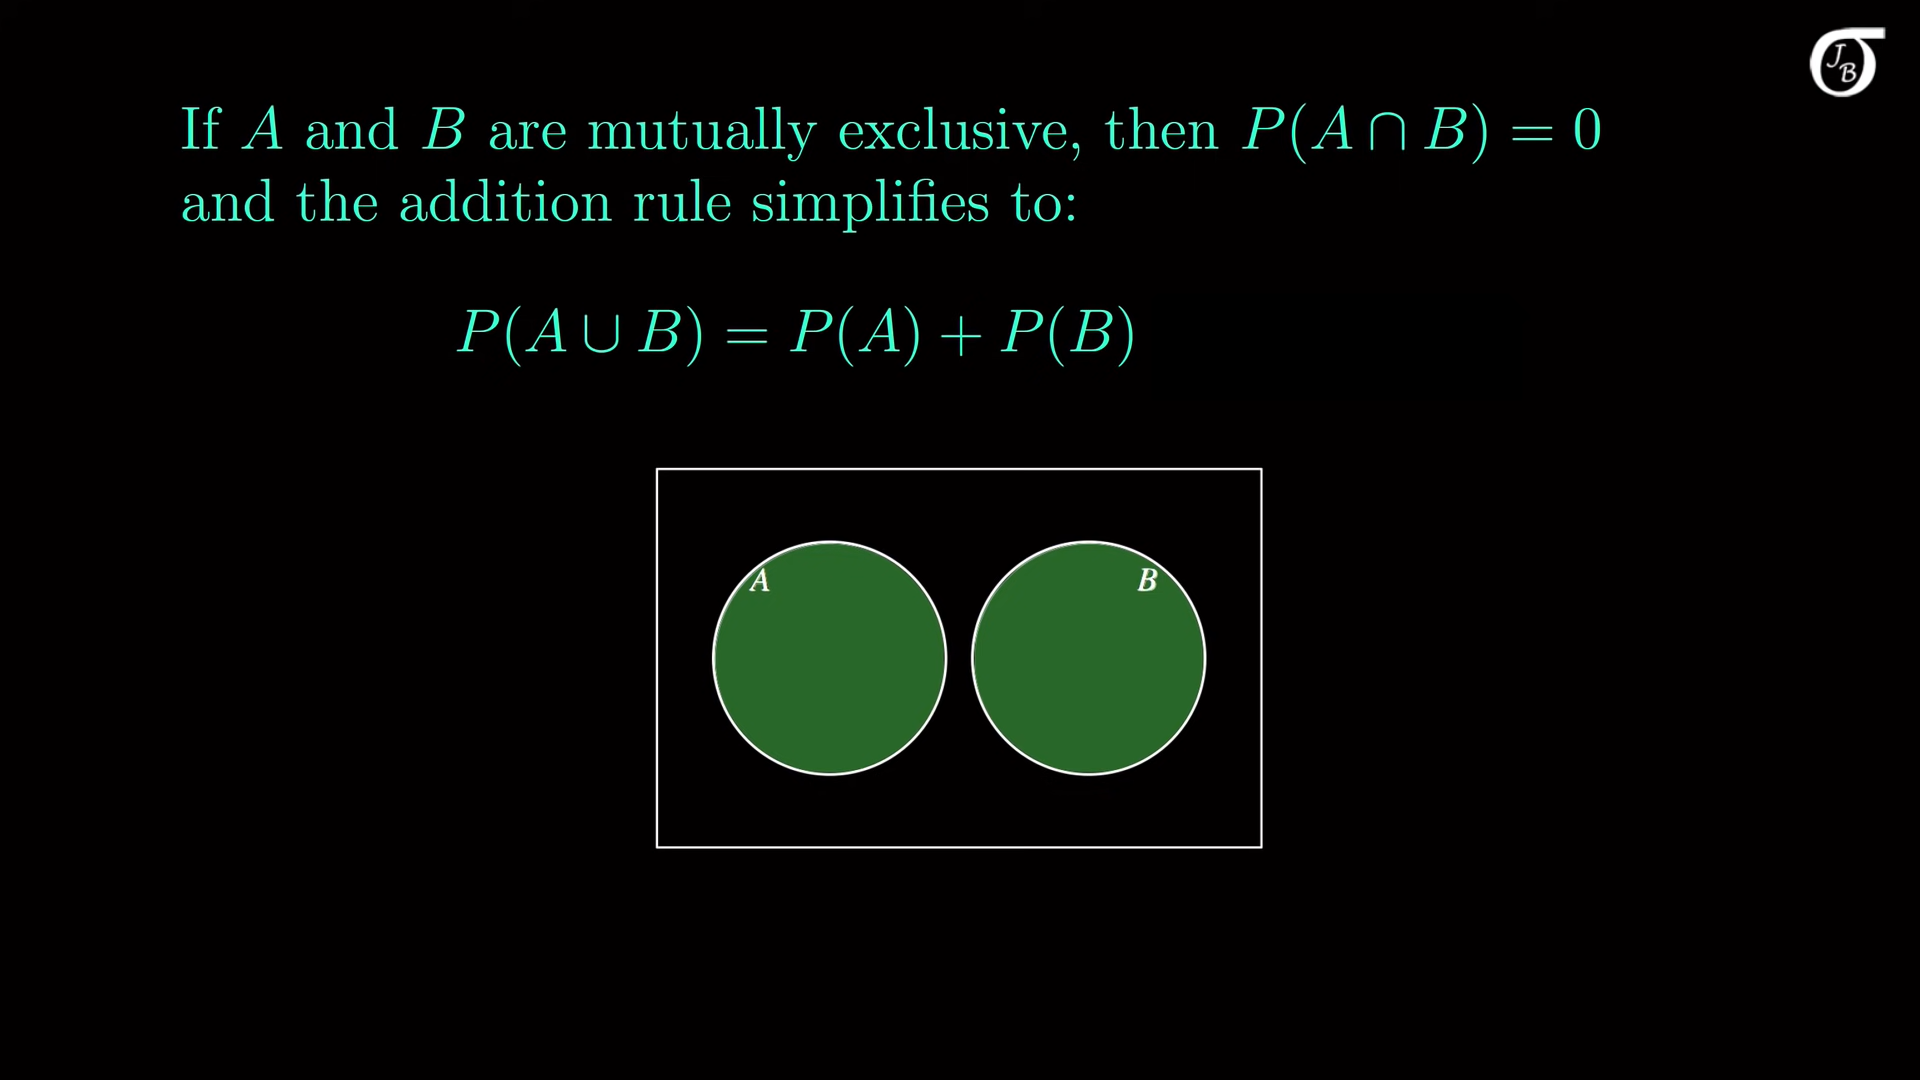 J
B
If A and B are mutually exclusive, then P(A ∩ B) = 0
and the addition rule simplifies to:
P(A ∪ B) = P(A) + P(B)
A
B